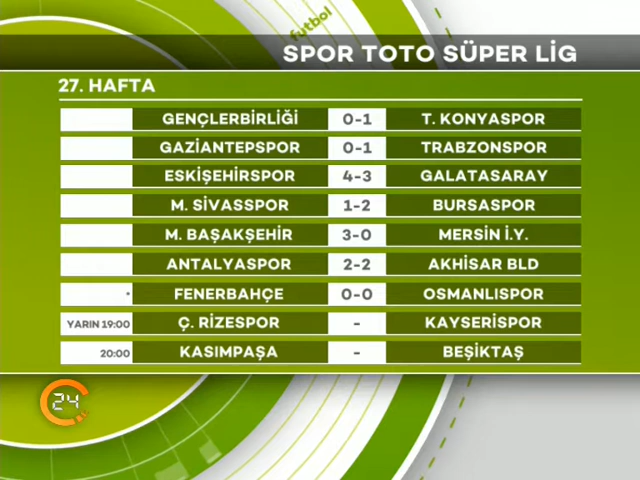 futbol
SPOR TOTO SÜPER LİG
27. HAFTA
GENÇLERBİRLİĞİ 0-1 T. KONYASPOR
GAZİANTEPSPOR 0-1 TRABZONSPOR
ESKİŞEHİRSPOR 4-3 GALATASARAY
M. SİVASSPOR 1-2 BURSASPOR
M. BAŞAKŞEHİR 3-0 MERSİN İ.Y.
ANTALYASPOR 2-2 AKHİSAR BLD
* FENERBAHÇE 0-0 OSMANLISPOR
YARIN 19:00 Ç. RİZESPOR - KAYSERİSPOR
20:00 KASIMPAŞA - BEŞİKTAŞ
24